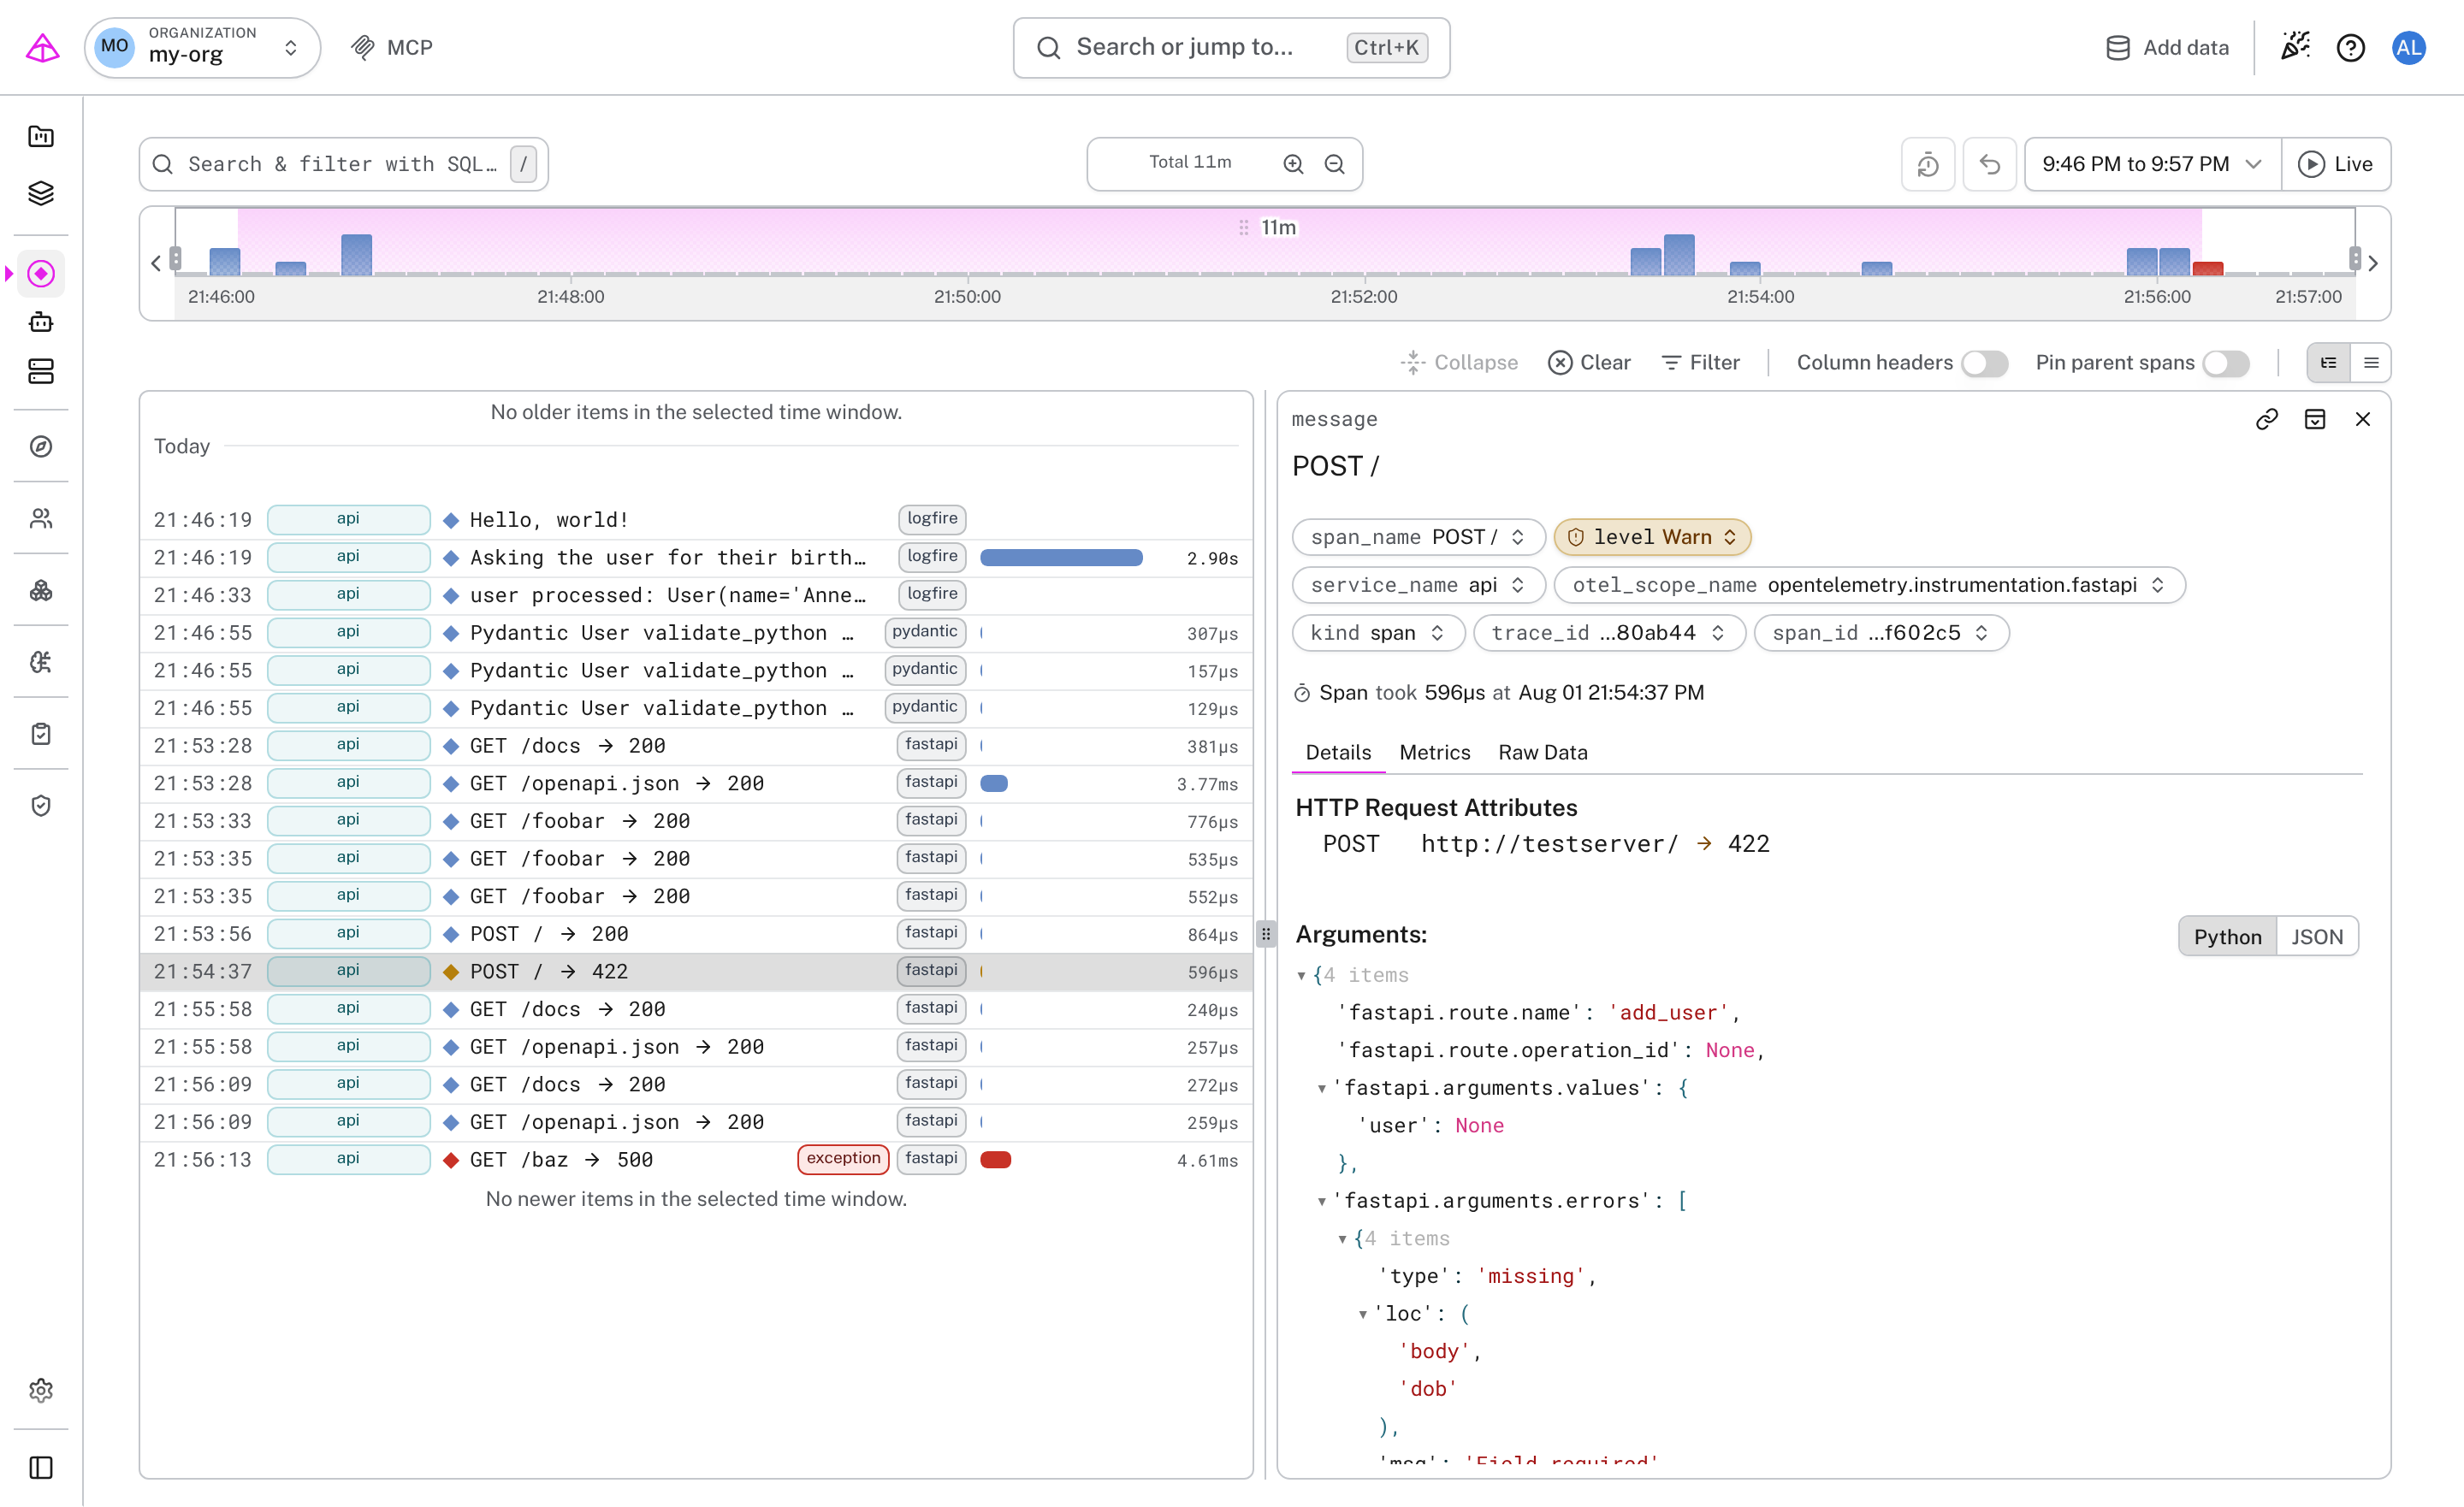 MO ORGANIZATION my-org MCP Search or jump to... Ctrl+K Add data AL
Search & filter with SQL… / Total 11m 9:46 PM to 9:57 PM Live
11m
21:46:00 21:48:00 21:50:00 21:52:00 21:54:00 21:56:00 21:57:00
Collapse Clear Filter Column headers Pin parent spans
No older items in the selected time window.
Today
21:46:19 api Hello, world! logfire
21:46:19 api Asking the user for their birth… logfire 2.90s
21:46:33 api user processed: User(name='Anne… logfire
21:46:55 api Pydantic User validate_python … pydantic 307µs
21:46:55 api Pydantic User validate_python … pydantic 157µs
21:46:55 api Pydantic User validate_python … pydantic 129µs
21:53:28 api GET /docs → 200 fastapi 381µs
21:53:28 api GET /openapi.json → 200 fastapi 3.77ms
21:53:33 api GET /foobar → 200 fastapi 776µs
21:53:35 api GET /foobar → 200 fastapi 535µs
21:53:35 api GET /foobar → 200 fastapi 552µs
21:53:56 api POST / → 200 fastapi 864µs
21:54:37 api POST / → 422 fastapi 596µs
21:55:58 api GET /docs → 200 fastapi 240µs
21:55:58 api GET /openapi.json → 200 fastapi 257µs
21:56:09 api GET /docs → 200 fastapi 272µs
21:56:09 api GET /openapi.json → 200 fastapi 259µs
21:56:13 api GET /baz → 500 exception fastapi 4.61ms
No newer items in the selected time window.
message
POST /
span_name POST / level Warn
service_name api otel_scope_name opentelemetry.instrumentation.fastapi
kind span trace_id ...80ab44 span_id ...f602c5
Span took 596µs at Aug 01 21:54:37 PM
Details Metrics Raw Data
HTTP Request Attributes
POST http://testserver/ → 422
Arguments: Python JSON
{4 items
'fastapi.route.name': 'add_user',
'fastapi.route.operation_id': None,
'fastapi.arguments.values': {
'user': None
},
'fastapi.arguments.errors': [
{4 items
'type': 'missing',
'loc': (
'body',
'dob'
),
'msg': 'Field required'